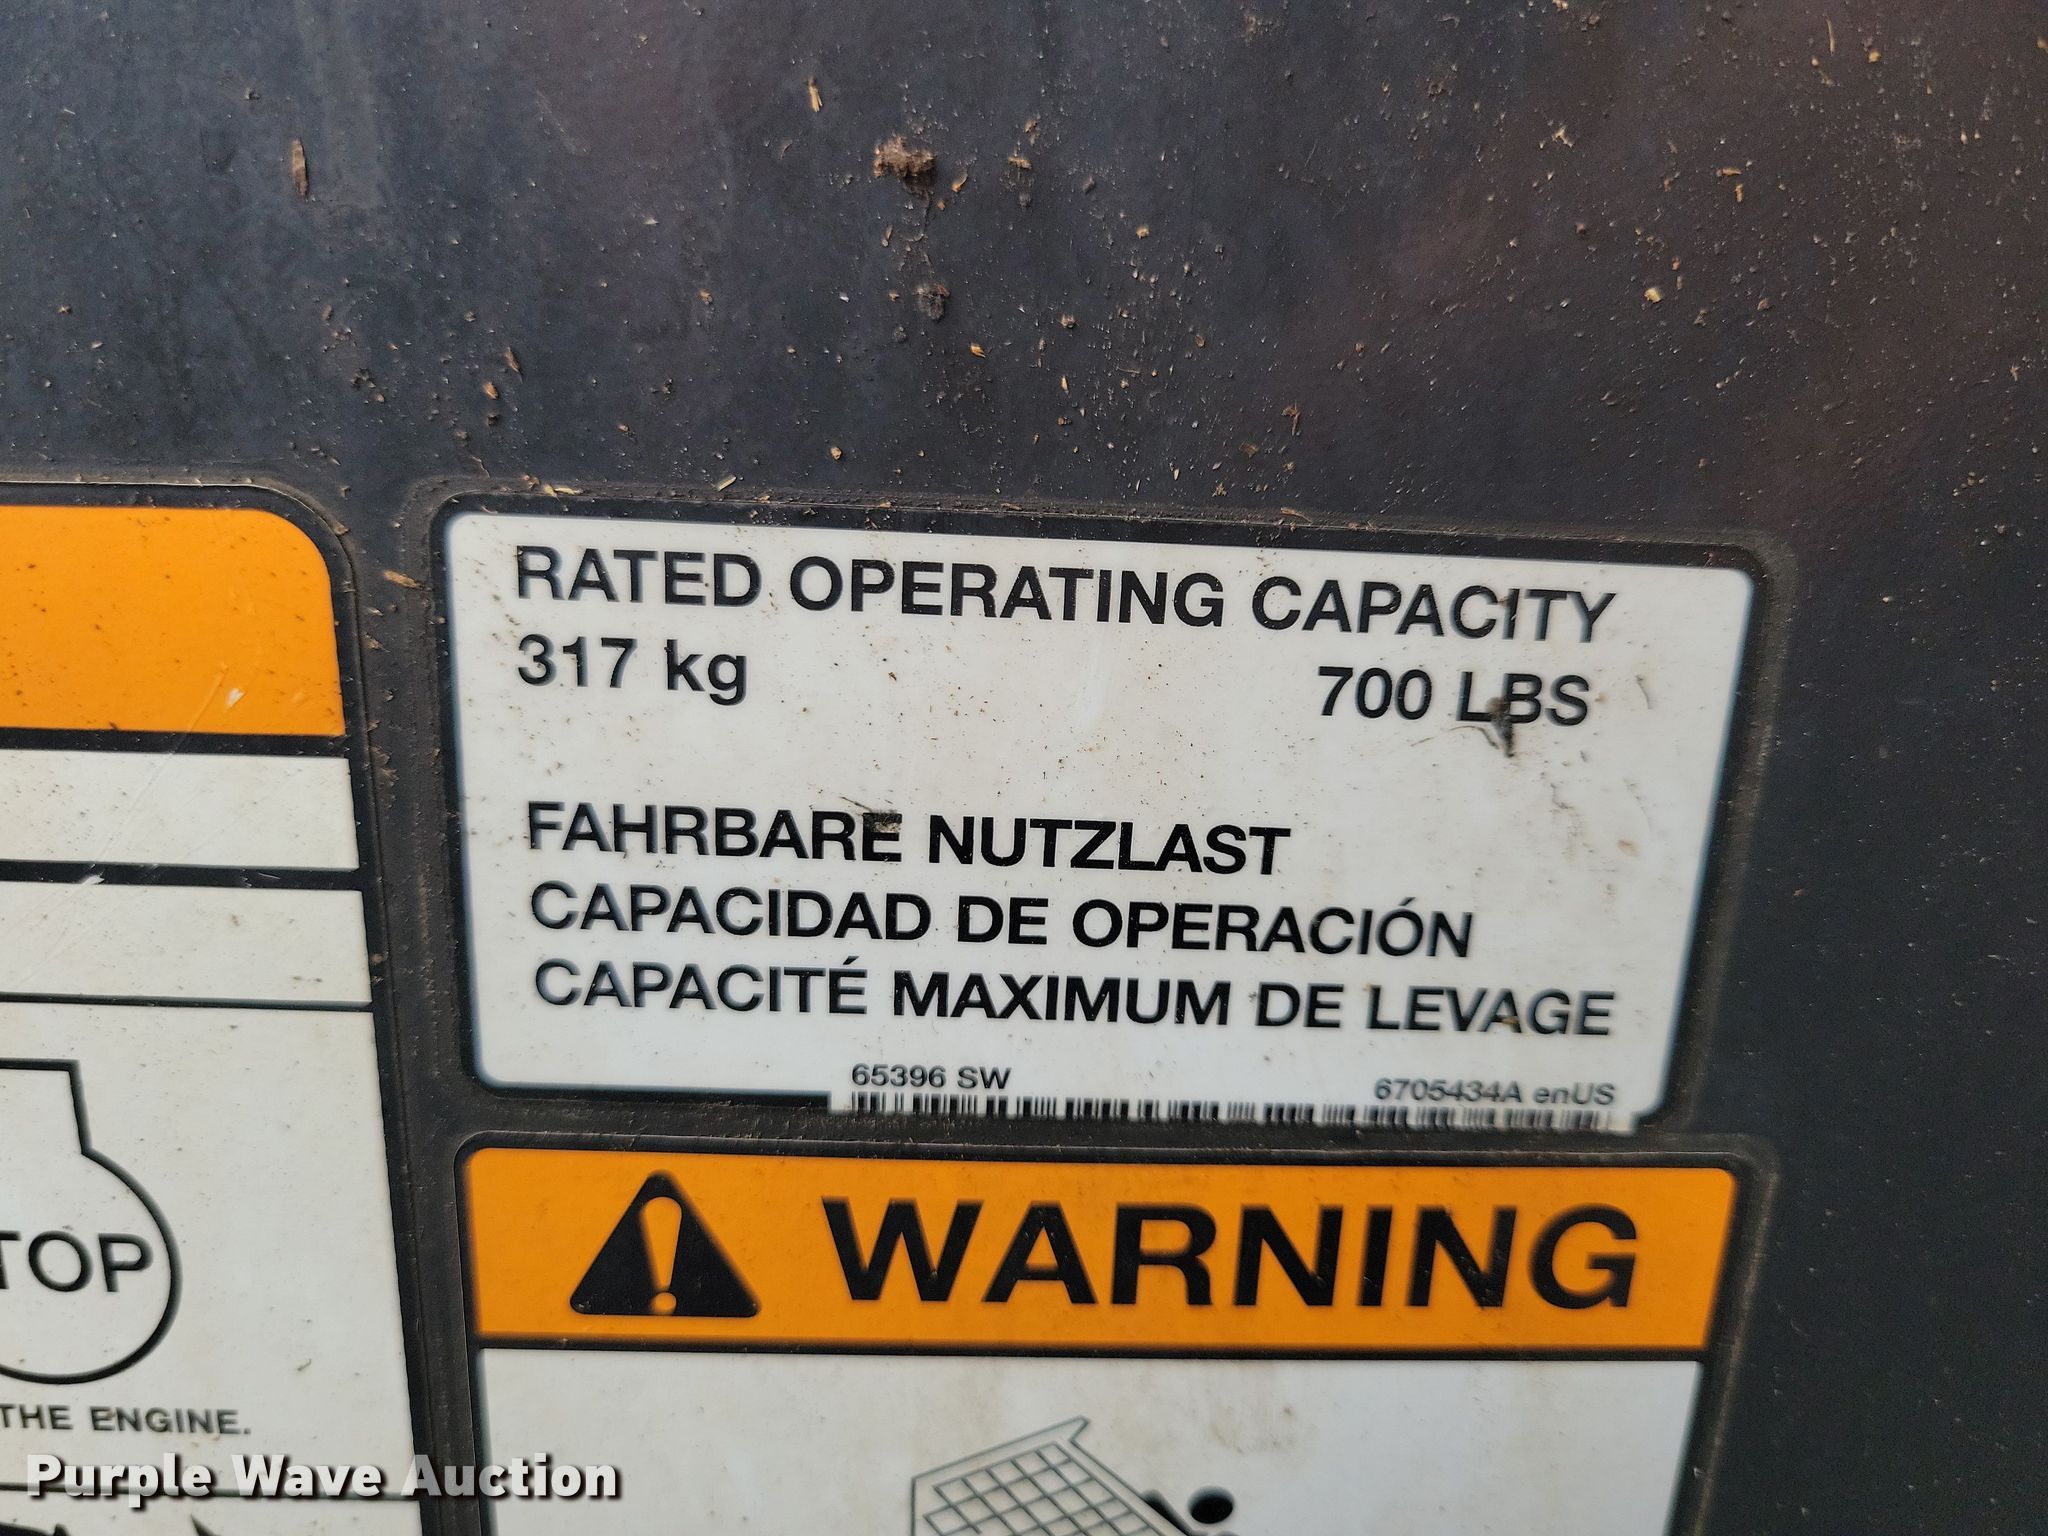 RATED OPERATING CAPACITY
317 kg 700 LBS
FAHRBARE NUTZLAST
CAPACIDAD DE OPERACIÓN
CAPACITÉ MAXIMUM DE LEVAGE
65396 SW 6705434A enUS
WARNING
TOP
THE ENGINE.
Purple Wave Auction